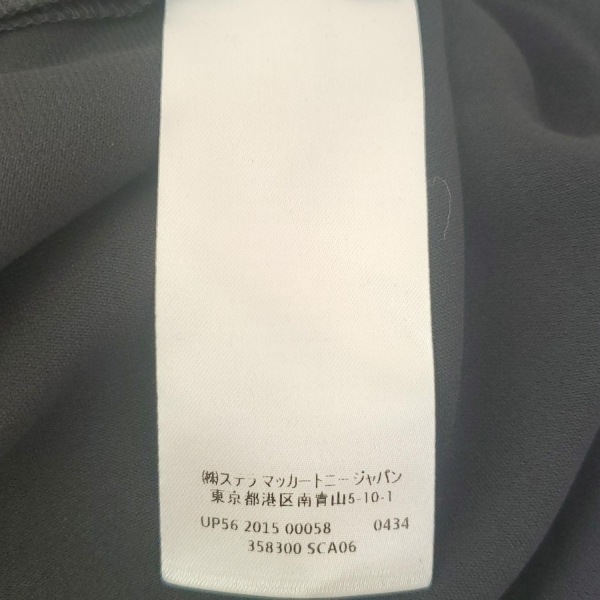 ㈱ステラ マッカートニー ジャパン
東京都港区南青山5-10-1
UP56 2015 00058 0434
358300 SCA06